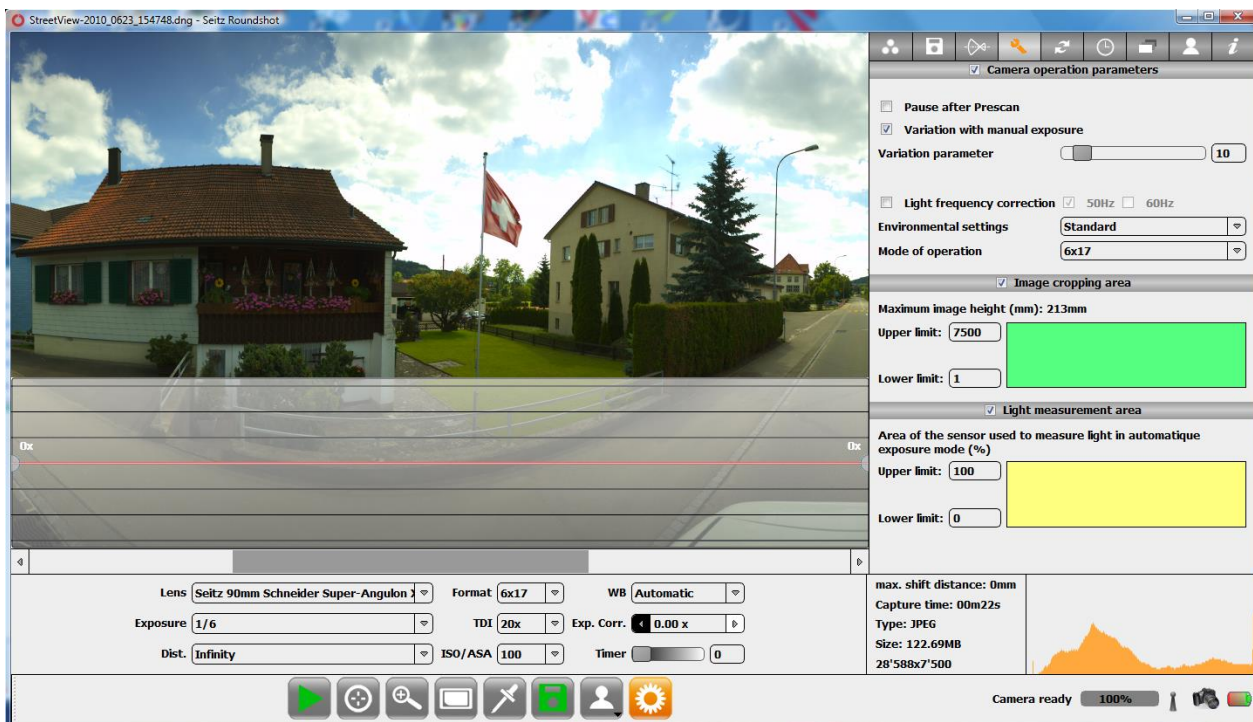 StreetView-2010_0623_154748.dng - Seitz Roundshot
Camera operation parameters
Pause after Prescan
Variation with manual exposure
Variation parameter 10
Light frequency correction 50Hz 60Hz
Environmental settings Standard
Mode of operation 6x17
Image cropping area
Maximum image height (mm): 213mm
Upper limit: 7500
Lower limit: 1
Light measurement area
Area of the sensor used to measure light in automatique
exposure mode (%)
Upper limit: 100
Lower limit: 0
0x 0x
Lens Seitz 90mm Schneider Super-Angulon Format 6x17 WB Automatic
Exposure 1/6 TDI 20x Exp. Corr. 0.00 x
Dist. Infinity ISO/ASA 100 Timer 0
max. shift distance: 0mm
Capture time: 00m22s
Type: JPEG
Size: 122.69MB
28'588x7'500
Camera ready 100%